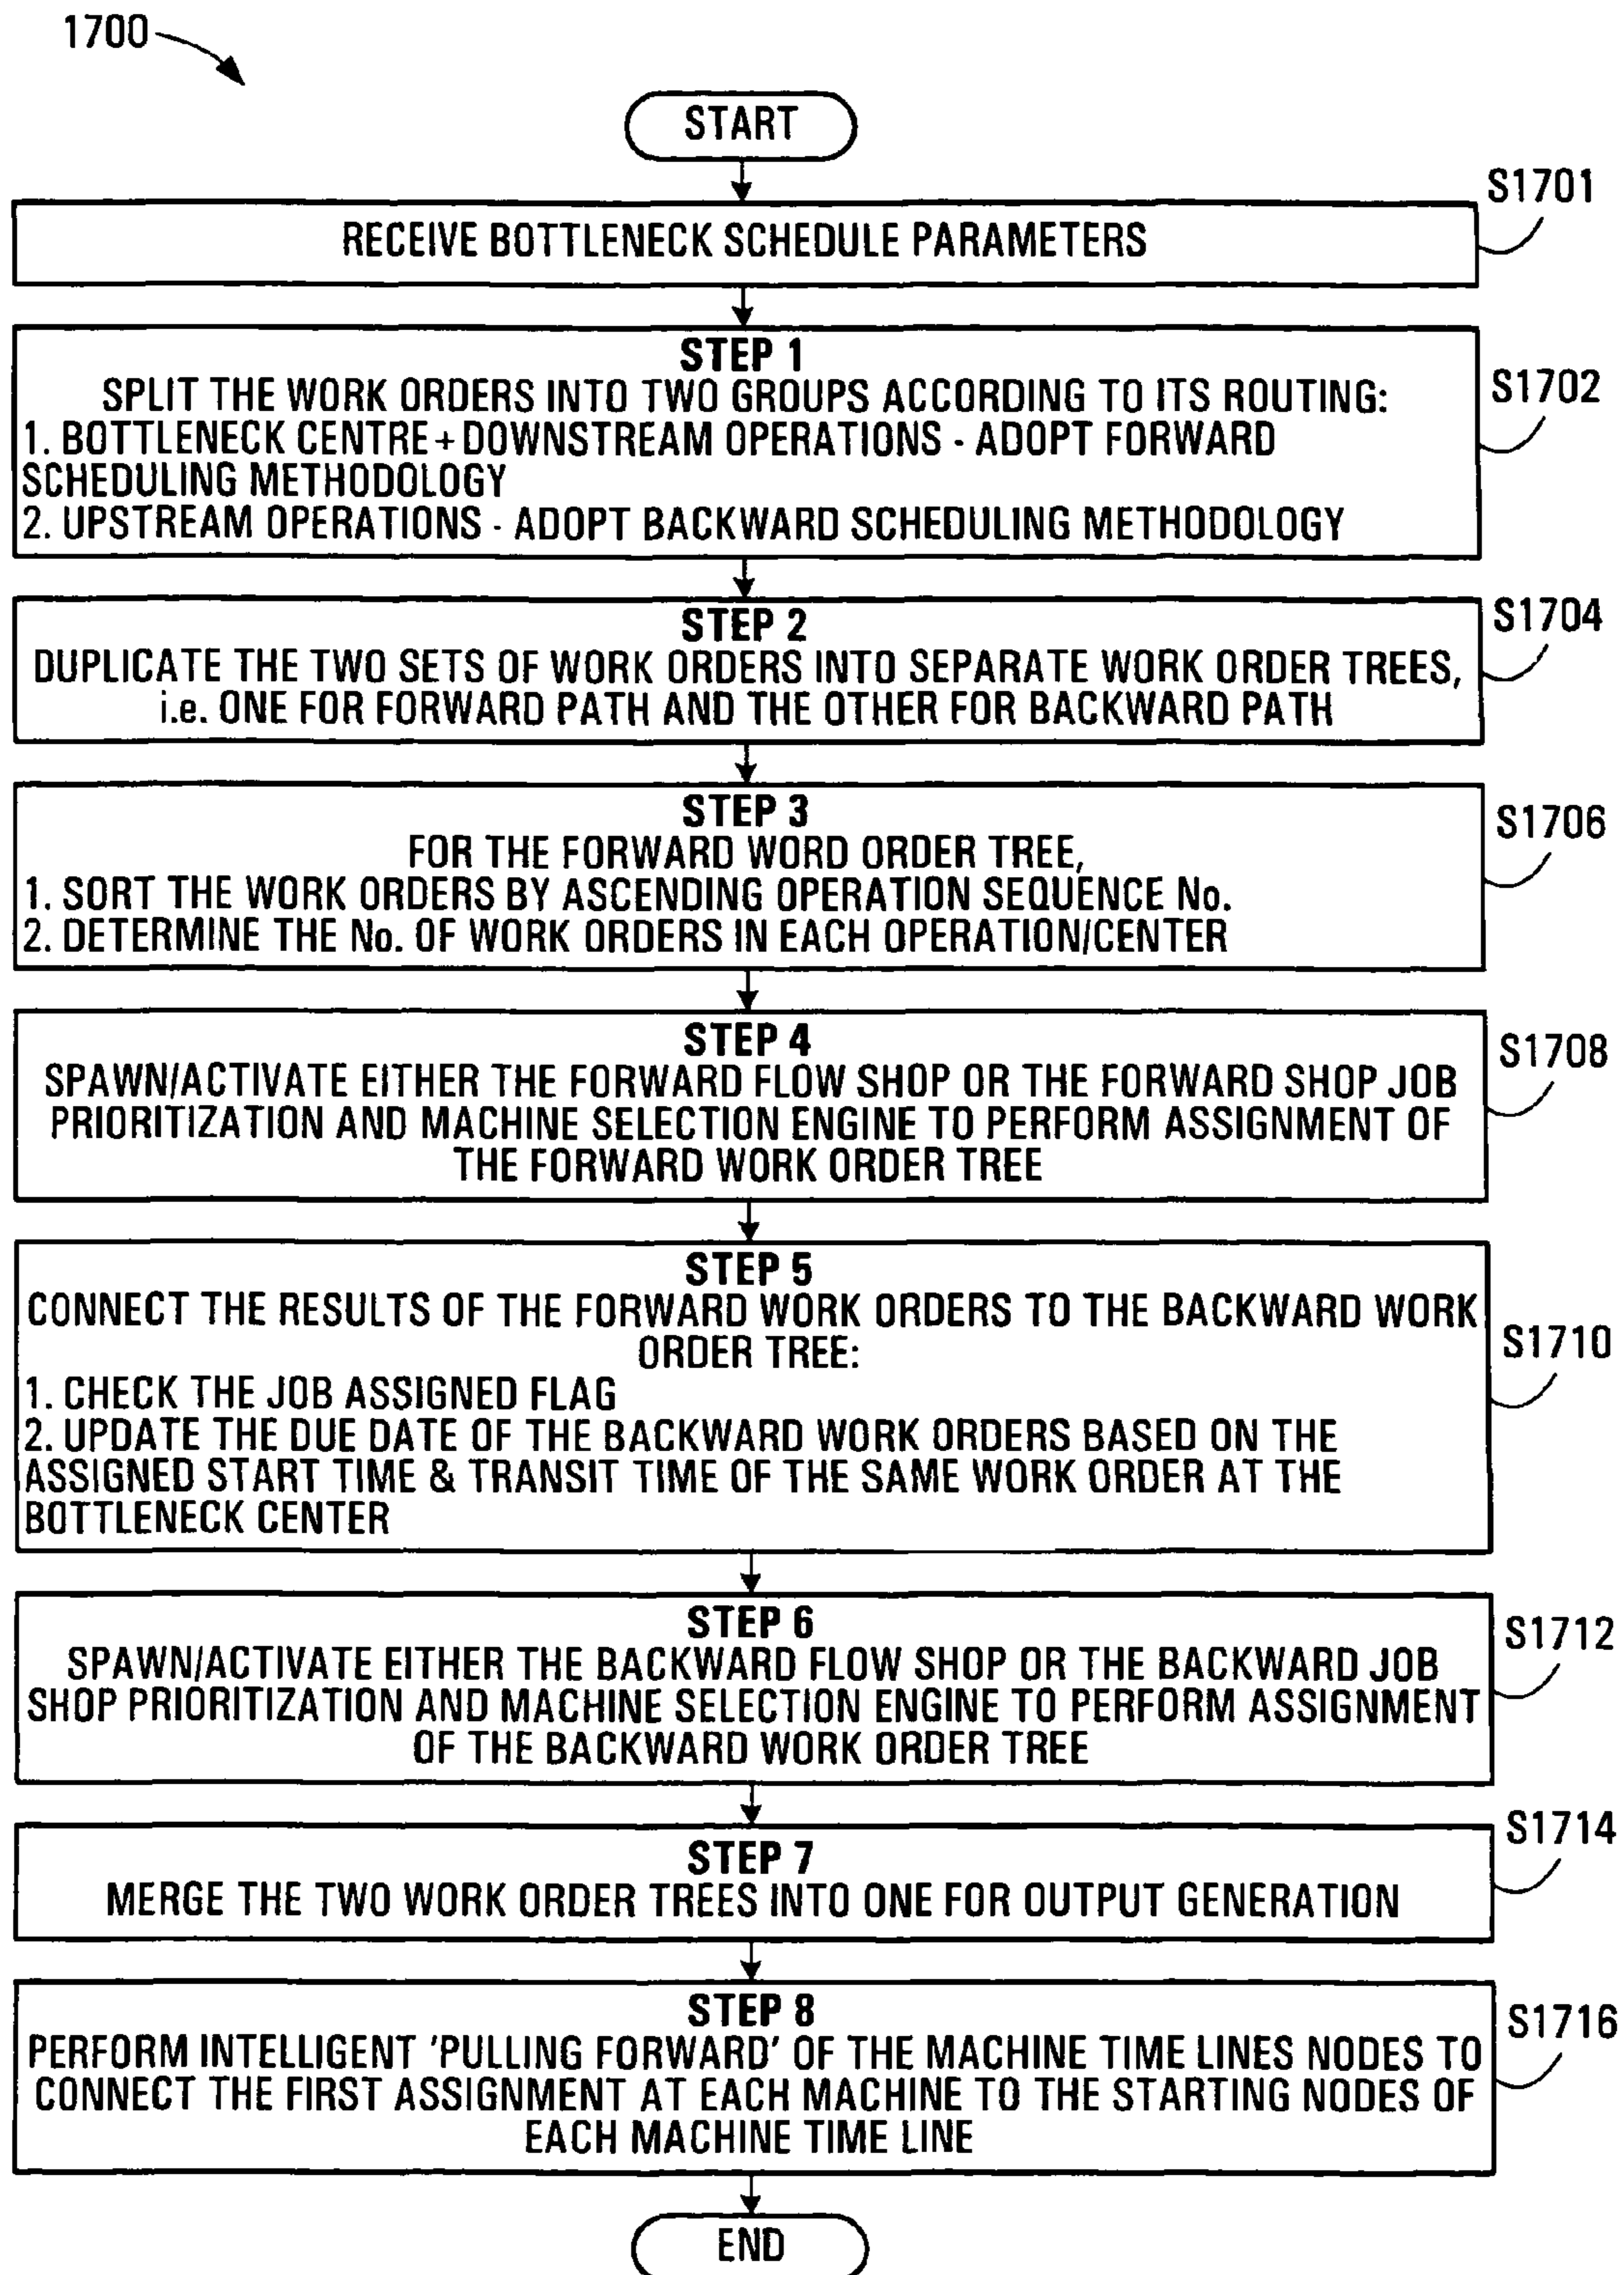 1700
START
S1701
RECEIVE BOTTLENECK SCHEDULE PARAMETERS
STEP 1
S1702
SPLIT THE WORK ORDERS INTO TWO GROUPS ACCORDING TO ITS ROUTING:
1. BOTTLENECK CENTRE+DOWNSTREAM OPERATIONS - ADOPT FORWARD
SCHEDULING METHODOLOGY
2. UPSTREAM OPERATIONS - ADOPT BACKWARD SCHEDULING METHODOLOGY
STEP 2
S1704
DUPLICATE THE TWO SETS OF WORK ORDERS INTO SEPARATE WORK ORDER TREES,
i.e. ONE FOR FORWARD PATH AND THE OTHER FOR BACKWARD PATH
STEP 3
S1706
FOR THE FORWARD WORD ORDER TREE,
1. SORT THE WORK ORDERS BY ASCENDING OPERATION SEQUENCE No.
2. DETERMINE THE No. OF WORK ORDERS IN EACH OPERATION/CENTER
STEP 4
S1708
SPAWN/ACTIVATE EITHER THE FORWARD FLOW SHOP OR THE FORWARD SHOP JOB
PRIORITIZATION AND MACHINE SELECTION ENGINE TO PERFORM ASSIGNMENT OF
THE FORWARD WORK ORDER TREE
STEP 5
CONNECT THE RESULTS OF THE FORWARD WORK ORDERS TO THE BACKWARD WORK
ORDER TREE:
S1710
1. CHECK THE JOB ASSIGNED FLAG
2. UPDATE THE DUE DATE OF THE BACKWARD WORK ORDERS BASED ON THE
ASSIGNED START TIME & TRANSIT TIME OF THE SAME WORK ORDER AT THE
BOTTLENECK CENTER
STEP 6
S1712
SPAWN/ACTIVATE EITHER THE BACKWARD FLOW SHOP OR THE BACKWARD JOB
SHOP PRIORITIZATION AND MACHINE SELECTION ENGINE TO PERFORM ASSIGNMENT
OF THE BACKWARD WORK ORDER TREE
S1714
STEP 7
MERGE THE TWO WORK ORDER TREES INTO ONE FOR OUTPUT GENERATION
STEP 8
S1716
PERFORM INTELLIGENT 'PULLING FORWARD' OF THE MACHINE TIME LINES NODES TO
CONNECT THE FIRST ASSIGNMENT AT EACH MACHINE TO THE STARTING NODES OF
EACH MACHINE TIME LINE
END